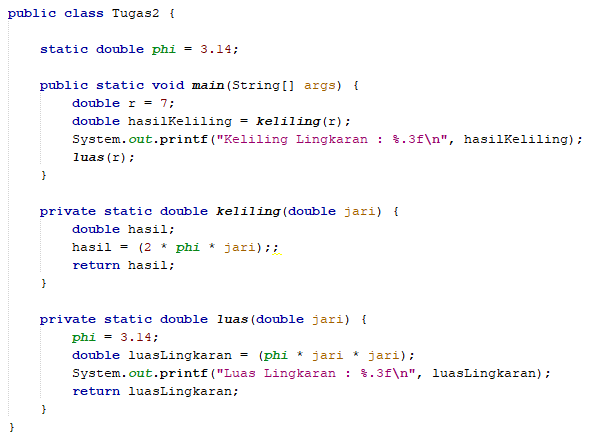 public class Tugas2 {
static double phi = 3.14;
public static void main(String[] args) {
double r = 7;
double hasilKeliling = keliling(r);
System.out.printf("Keliling Lingkaran : %.3f\n", hasilKeliling);
luas(r);
}
private static double keliling(double jari) {
double hasil;
hasil = (2 * phi * jari);;
return hasil;
}
private static double luas(double jari) {
phi = 3.14;
double luasLingkaran = (phi * jari * jari);
System.out.printf("Luas Lingkaran : %.3f\n", luasLingkaran);
return luasLingkaran;
}
}